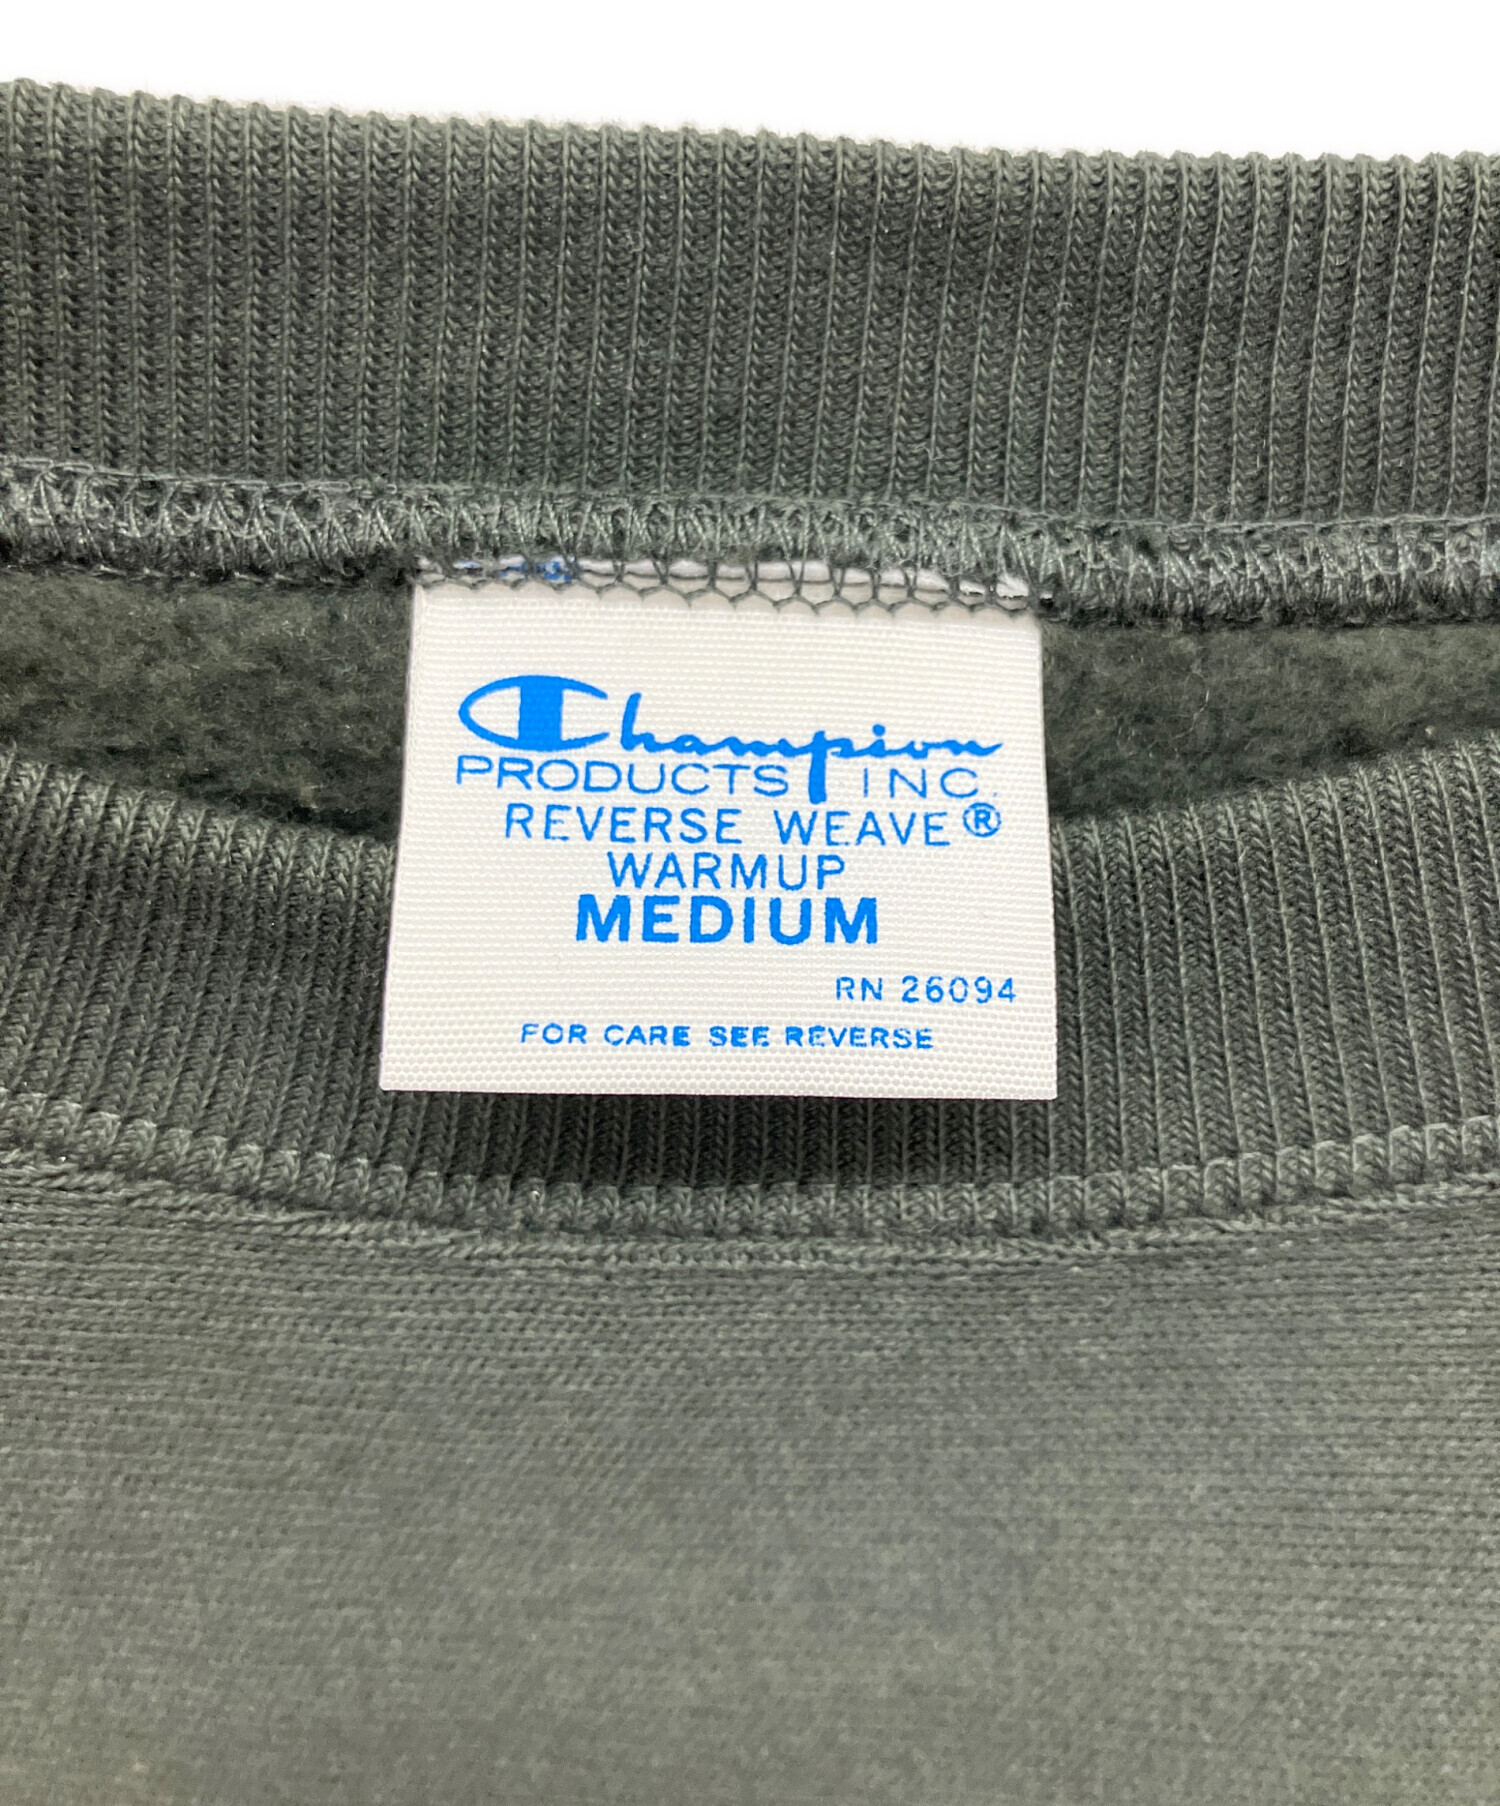 Champion
PRODUCTS INC.
REVERSE WEAVE®
WARMUP
MEDIUM
RN 26094
FOR CARE SEE REVERSE